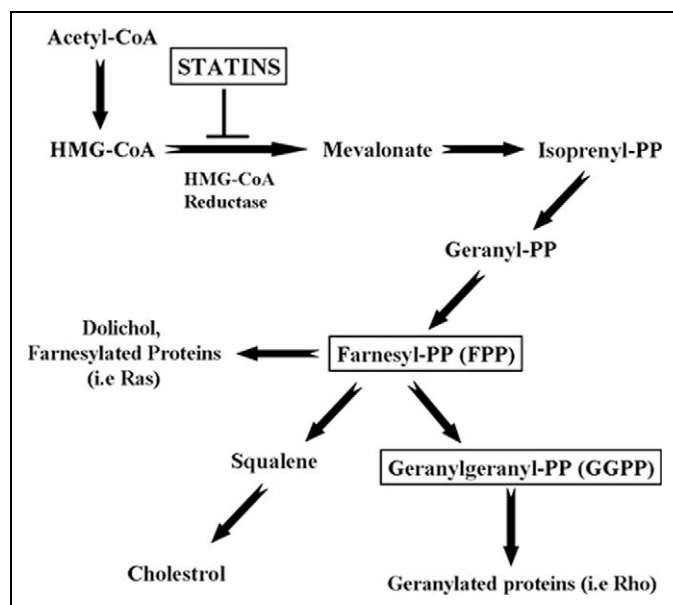 Acetyl-CoA
STATINS
HMG-CoA
Mevalonate
Isoprenyl-PP
HMG-CoA
Reductase
Geranyl-PP
Dolichol,
Farnesylated Proteins
(i.e Ras)
Farnesyl-PP (FPP)
Squalene
Geranylgeranyl-PP (GGPP)
Cholestrol
Geranylated proteins (i.e Rho)